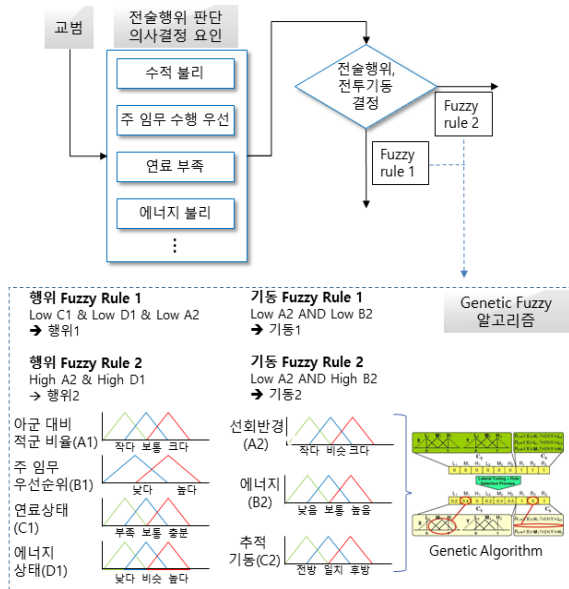 교범
전술행위 판단
의사결정 요인
수적 불리
주 임무 수행 우선
연료 부족
에너지 불리
전술행위,
전투기동
결정
Fuzzy
rule 2
Fuzzy
rule 1
행위 Fuzzy Rule 1
Low C1 & Low D1 & Low A2
➔ 행위1
기동 Fuzzy Rule 1
Low A2 AND Low B2
➔ 기동1
Genetic Fuzzy
알고리즘
행위 Fuzzy Rule 2
High A2 & High D1
→ 행위2
기동 Fuzzy Rule 2
Low A2 AND High B2
➔ 기동2
아군 대비
적군 비율(A1)
작다 보통 크다
주 임무
우선순위(B1)
낮다 높다
연료상태
(C1)
부족 보통 충분
에너지
상태(D1)
낮다 비슷 높다
선회반경
(A2)
작다 비슷 크다
에너지
(B2)
낮음 보통 높음
추적
기동(C2)
전방 일치 후방
Lateral Tuning + Rule
Selection Process
Genetic Algorithm